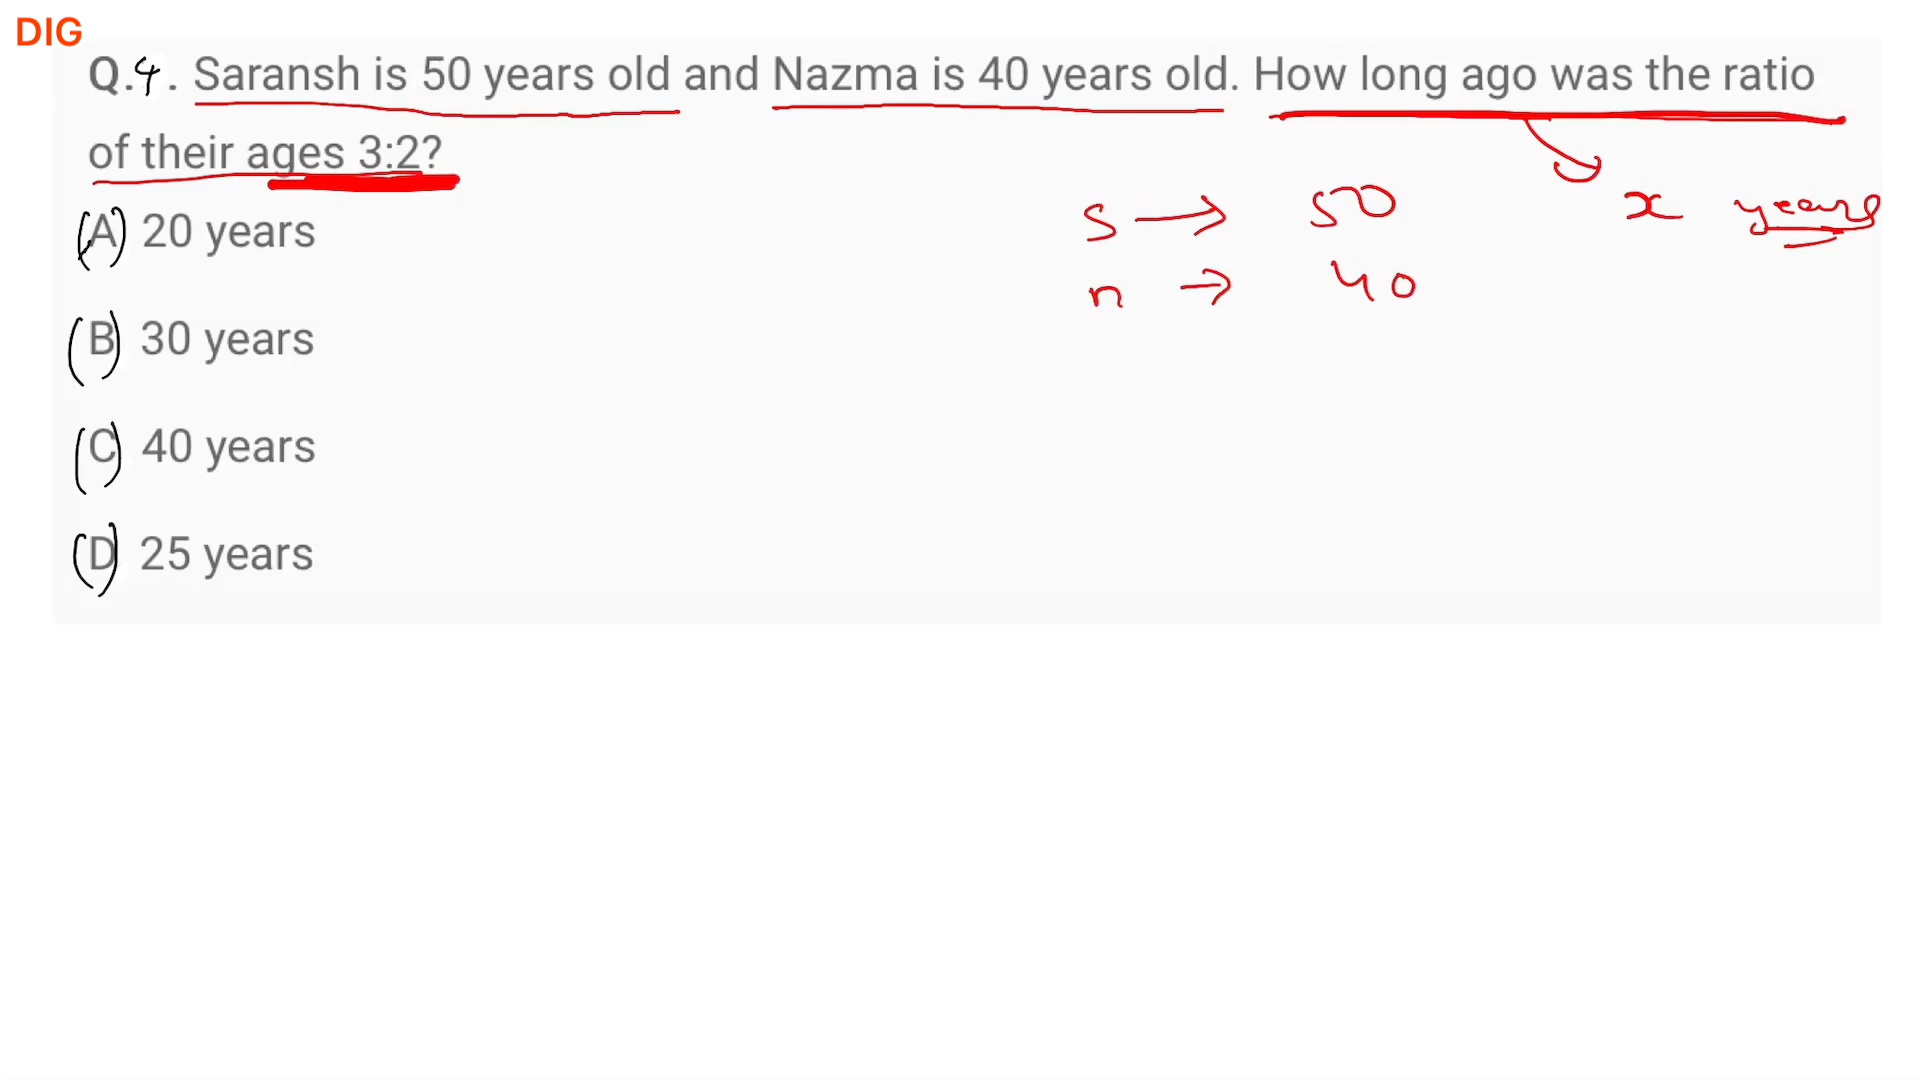 DIG
Q.4. Saransh is 50 years old and Nazma is 40 years old. How long ago was the ratio
of their ages 3:2?
(A) 20 years
(B) 30 years
(C) 40 years
(D) 25 years
S → 50
n → 40
x years